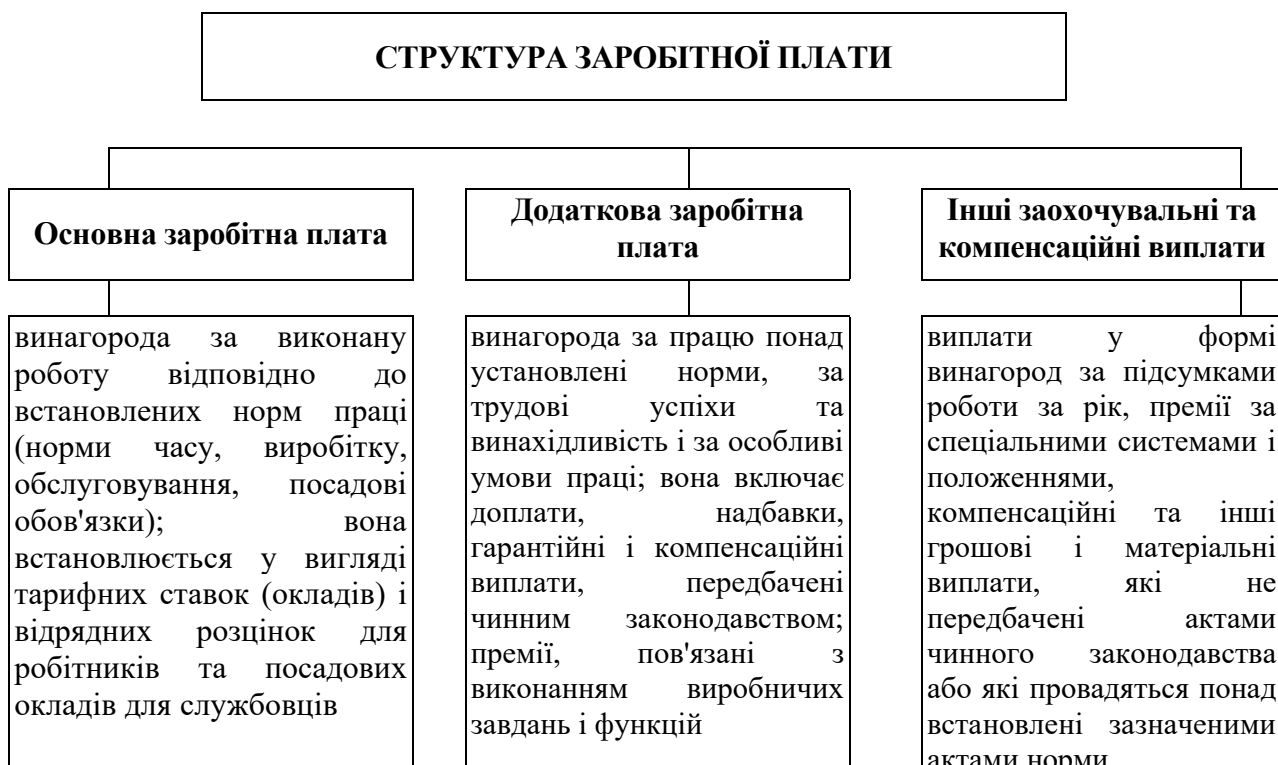 СТРУКТУРА ЗАРОБІТНОЇ ПЛАТИ
Основна заробітна плата
Додаткова заробітна
плата
Інші заохочувальні та
компенсаційні виплати
винагорода за виконану
роботу відповідно до
встановлених норм праці
(норми часу, виробітку,
обслуговування, посадові
обов'язки); вона
встановлюється у вигляді
тарифних ставок (окладів) і
відрядних розцінок для
робітників та посадових
окладів для службовців
винагорода за працю понад
установлені норми, за
трудові успіхи та
винахідливість і за особливі
умови праці; вона включає
доплати, надбавки,
гарантійні і компенсаційні
виплати, передбачені
чинним законодавством;
премії, пов'язані з
виконанням виробничих
завдань і функцій
виплати у формі
винагород за підсумками
роботи за рік, премії за
спеціальними системами і
положеннями,
компенсаційні та інші
грошові і матеріальні
виплати, які не
передбачені актами
чинного законодавства
або які провадяться понад
встановлені зазначеними
актами норми